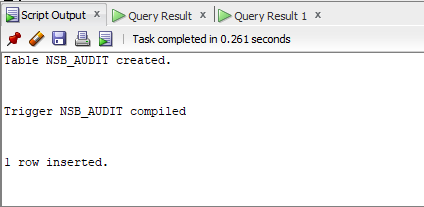 Script Output x Query Result x Query Result 1 x
Task completed in 0.261 seconds
Table NSB_AUDIT created.
Trigger NSB_AUDIT compiled
1 row inserted.